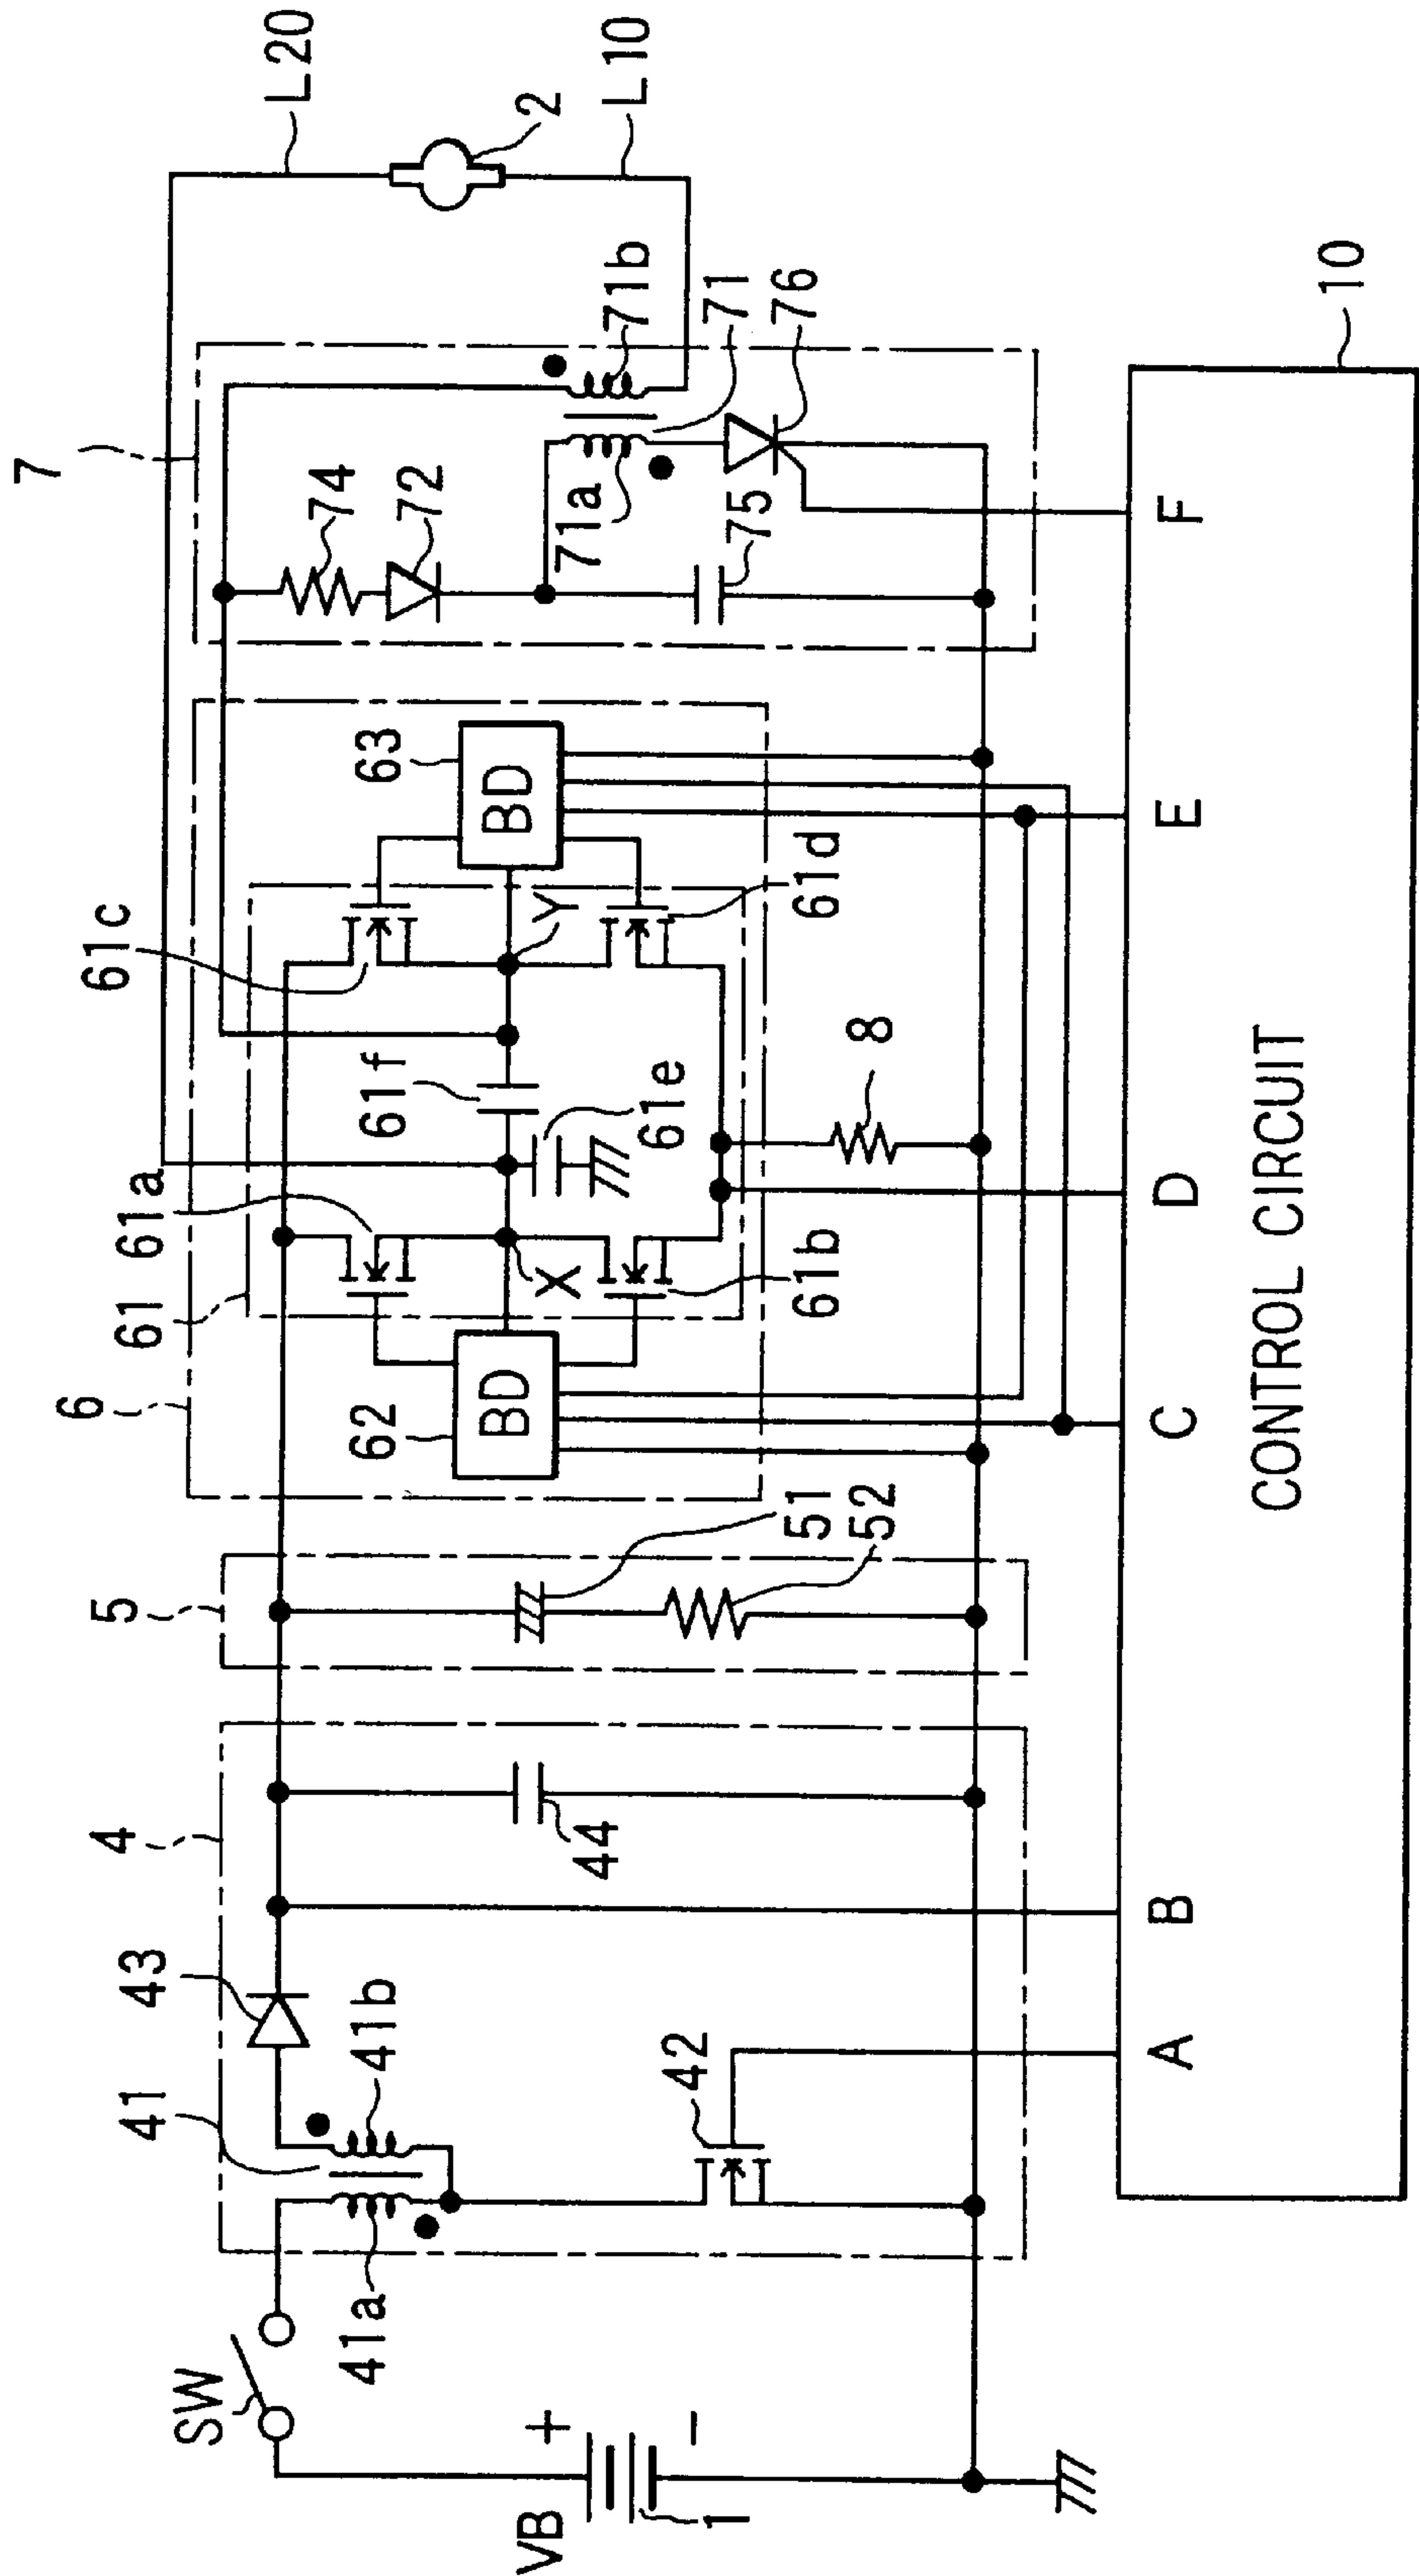 7
L20
2
L10
74
72
71a
75
71b
71
76
6
61
61a
61c
63
BD
61f
61e
Y
61d
8
X
61b
62
BD
5
51
52
4
43
44
41
41b
42
41a
SW
VB
+
-
1
A
B
C
D
E
F
CONTROL CIRCUIT
10